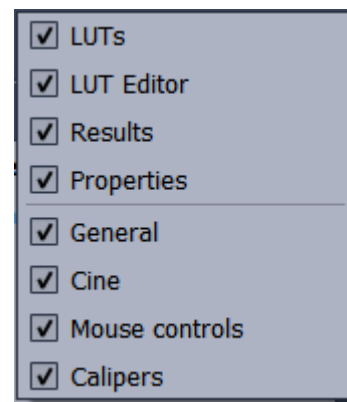 LUTs
LUT Editor
Results
Properties
General
Cine
Mouse controls
Calipers